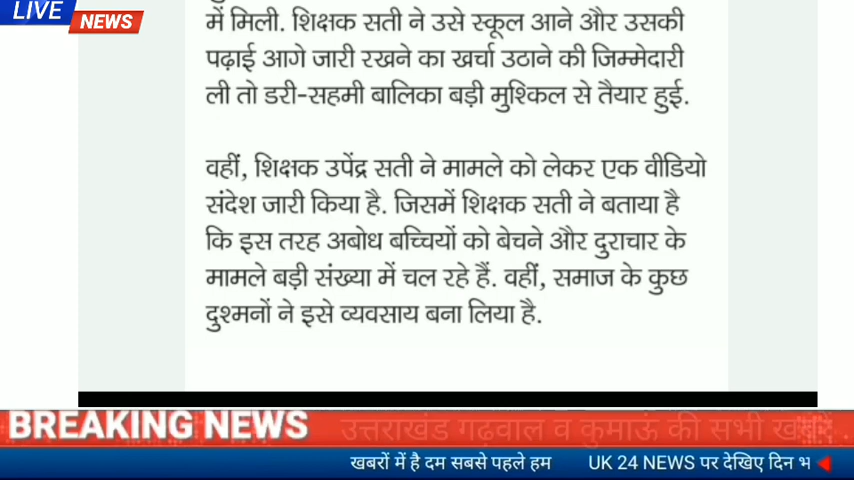 LIVE
NEWS
में मिली. शिक्षक सती ने उसे स्कूल आने और उसकी
पढ़ाई आगे जारी रखने का खर्चा उठाने की जिम्मेदारी
ली तो डरी-सहमी बालिका बड़ी मुश्किल से तैयार हुई.
वहीं, शिक्षक उपेंद्र सती ने मामले को लेकर एक वीडियो
संदेश जारी किया है. जिसमें शिक्षक सती ने बताया है
कि इस तरह अबोध बच्चियों को बेचने और दुराचार के
मामले बड़ी संख्या में चल रहे हैं. वहीं, समाज के कुछ
दुश्मनों ने इसे व्यवसाय बना लिया है.
BREAKING NEWS
उत्तराखंड गढ़वाल व कुमाऊं की सभी
खबरों में है दम सबसे पहले हम
UK 24 NEWS पर देखिए दिन भ